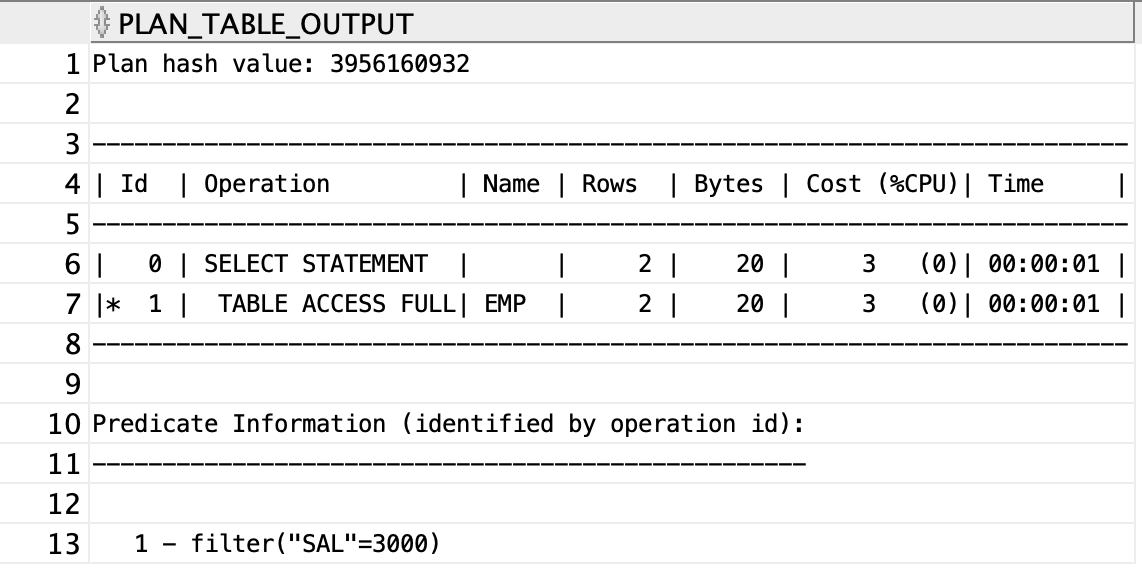 PLAN_TABLE_OUTPUT
1 Plan hash value: 3956160932
2
3 --------------------------------------------------------------------------
4 | Id  | Operation         | Name | Rows  | Bytes | Cost (%CPU)| Time     |
5 --------------------------------------------------------------------------
6 |   0 | SELECT STATEMENT  |      |     2 |    20 |     3   (0)| 00:00:01 |
7 |*  1 |  TABLE ACCESS FULL| EMP  |     2 |    20 |     3   (0)| 00:00:01 |
8 --------------------------------------------------------------------------
9
10 Predicate Information (identified by operation id):
11 ---------------------------------------------------
12
13    1 - filter("SAL"=3000)